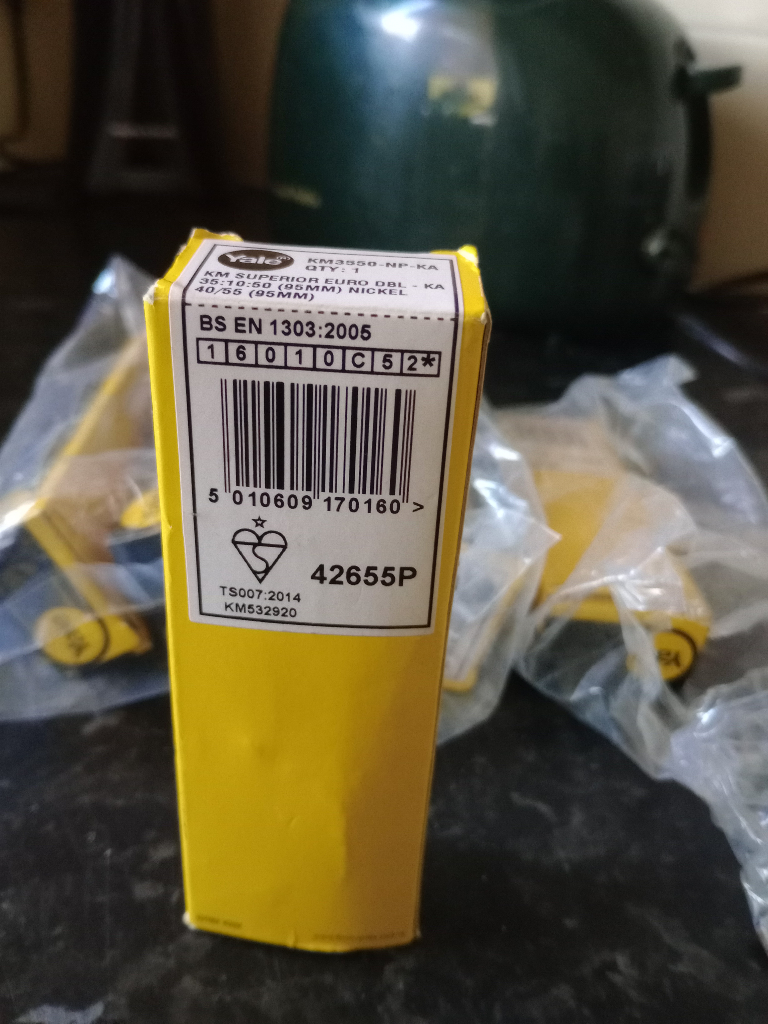 Yale
KM3550-NP-KA
QTY: 1
KM SUPERIOR EURO DBL - KA
35:10:50 (95MM) NICKEL
40/55 (95MM)
BS EN 1303:2005
1 6 0 1 0 C 5 2*
5 010609 170160 >
42655P
TS007:2014
KM532920